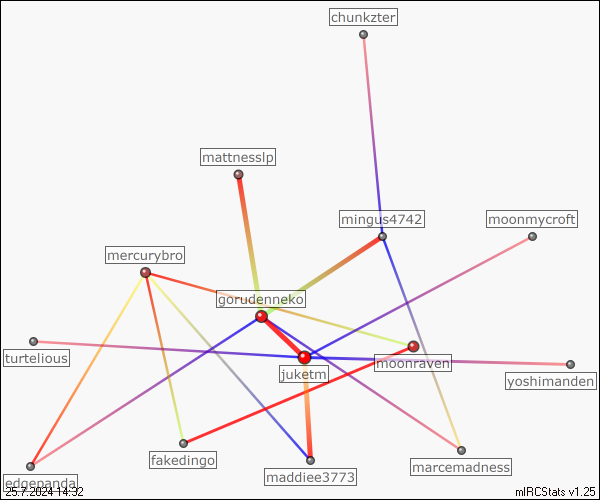 chunkzter
mattnesslp
mingus4742
moonmycroft
mercurybro
gorudenneko
turtelious
moonraven
juketm
yoshimanden
fakedingo
marcemadness
maddiee3773
edgepanda
25.7.2024 14:32
mIRCStats v1.25